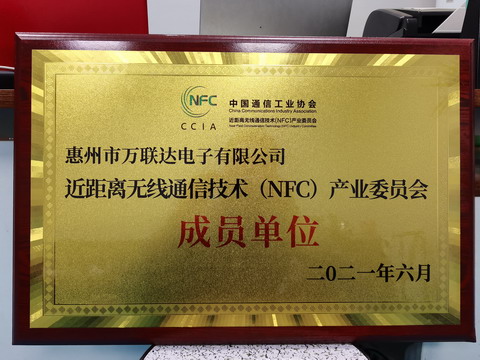 NFC
CCIA
中国通信工业协会
China Communications Industry Association
近距离无线通信技术(NFC)产业委员会
惠州市万联达电子有限公司
近距离无线通信技术（NFC）产业委员会
成员单位
二0二一年六月